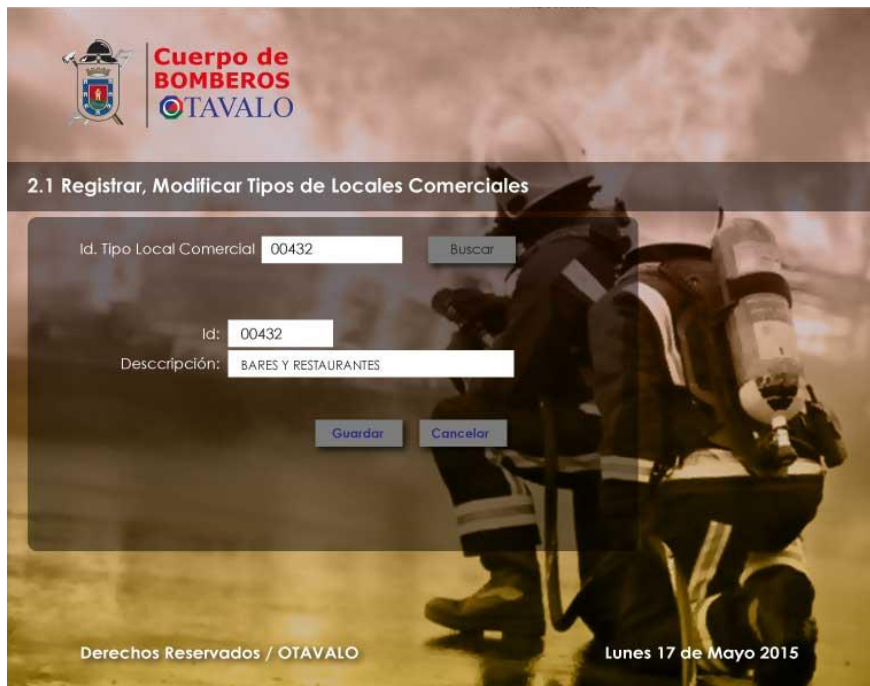 Cuerpo de
BOMBEROS
OTAVALO
2.1 Registrar, Modificar Tipos de Locales Comerciales
Id. Tipo Local Comercial 00432 Buscar
Id: 00432
Desccripción: BARES Y RESTAURANTES
Guardar Cancelar
Derechos Reservados / OTAVALO Lunes 17 de Mayo 2015